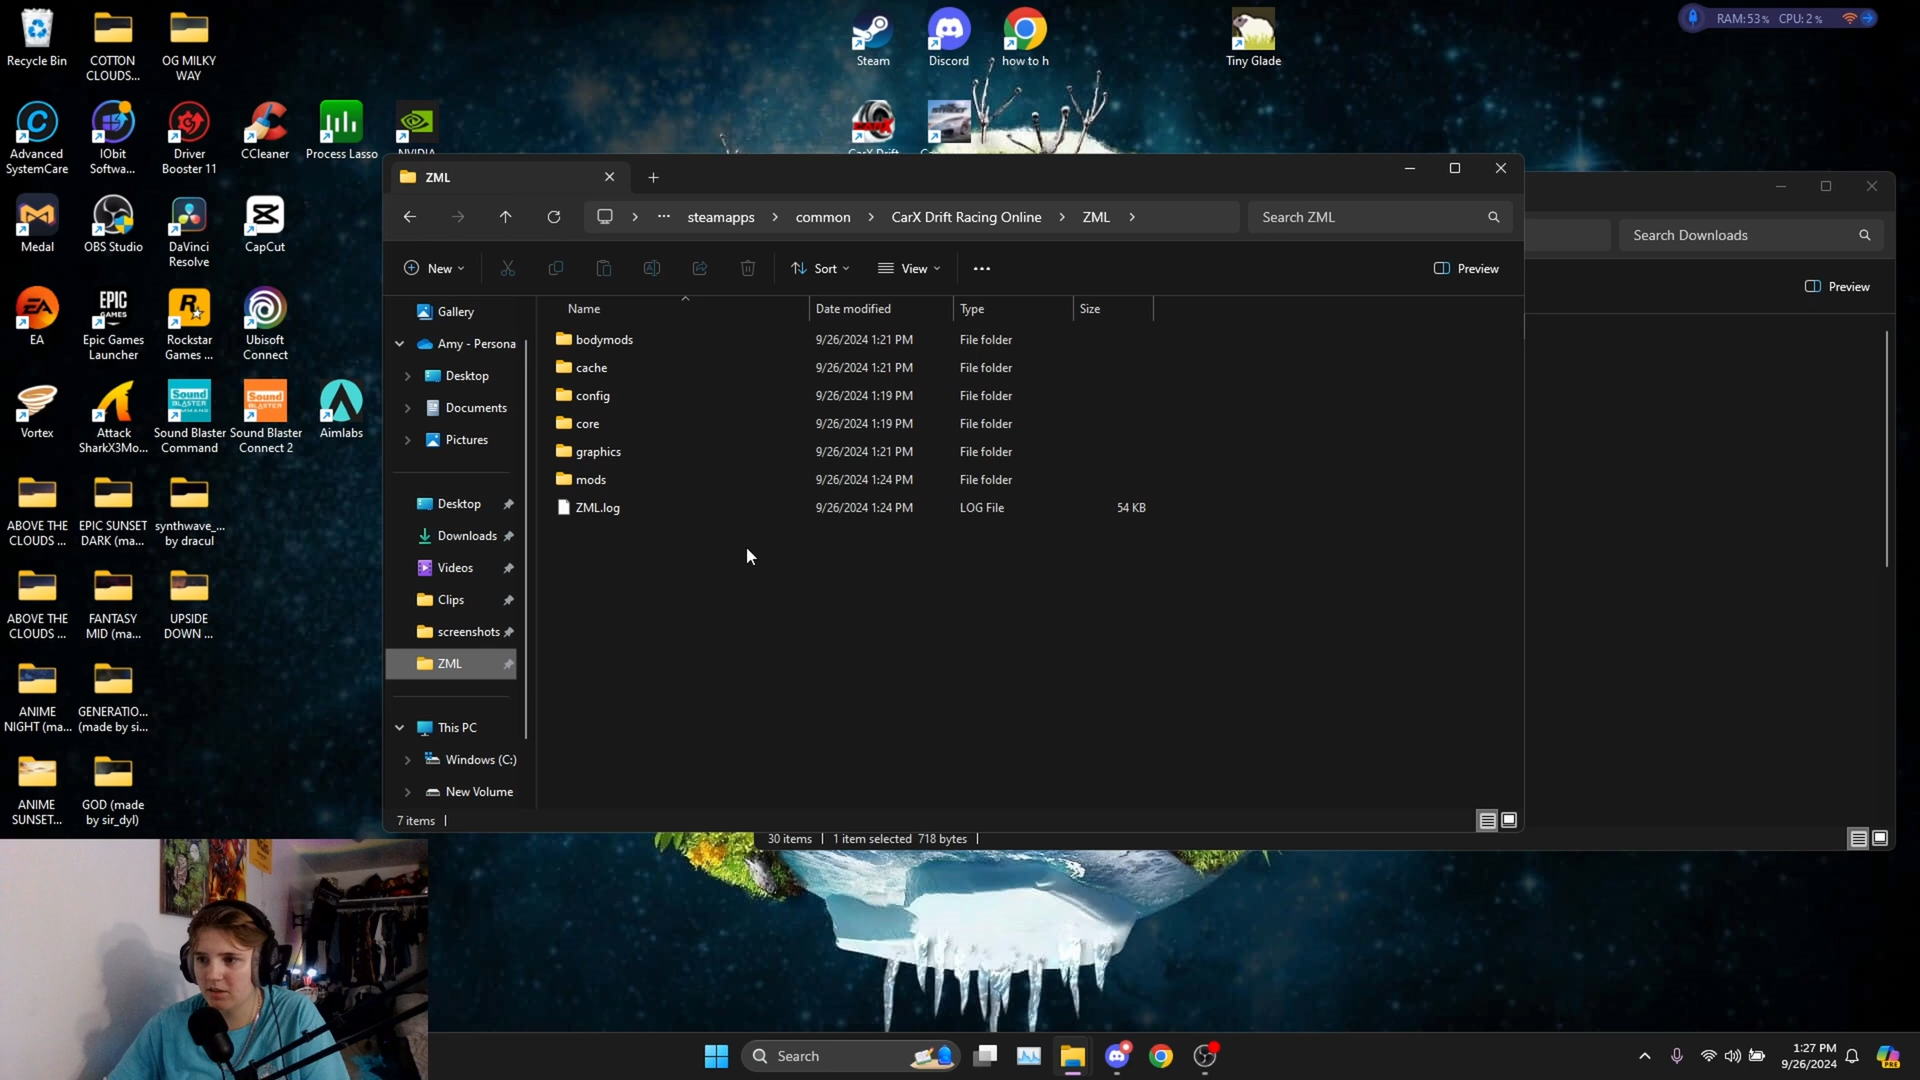 Recycle Bin
COTTON CLOUDS...
OG MILKY WAY
Steam
Discord
how to h
Tiny Glade
RAM:53% CPU:2%
Advanced SystemCare
IObit Softwa...
Driver Booster 11
CCleaner
Process Lasso
NVIDIA
Medal
OBS Studio
DaVinci Resolve
CapCut
EA
Epic Games Launcher
Rockstar Games ...
Ubisoft Connect
Vortex
Attack SharkX3Mo...
Sound Blaster Command
Sound Blaster Connect 2
Aimlabs
ABOVE THE CLOUDS ...
EPIC SUNSET DARK (ma...
synthwave_... by dracul
ABOVE THE CLOUDS ...
FANTASY MID (ma...
UPSIDE DOWN ...
ANIME NIGHT (ma...
GENERATIO... (made by si...
ANIME SUNSET...
GOD (made by sir_dyl)
ZML
steamapps > common > CarX Drift Racing Online > ZML >
Search ZML
New
Sort
View
Preview
Gallery
Amy - Persona
Desktop
Documents
Pictures
Desktop
Downloads
Videos
Clips
screenshots
ZML
This PC
Windows (C:)
New Volume
Name Date modified Type Size
bodymods 9/26/2024 1:21 PM File folder
cache 9/26/2024 1:21 PM File folder
config 9/26/2024 1:19 PM File folder
core 9/26/2024 1:19 PM File folder
graphics 9/26/2024 1:21 PM File folder
mods 9/26/2024 1:24 PM File folder
ZML.log 9/26/2024 1:24 PM LOG File 54 KB
7 items
Search Downloads
Preview
30 items 1 item selected 718 bytes
Search
1:27 PM
9/26/2024